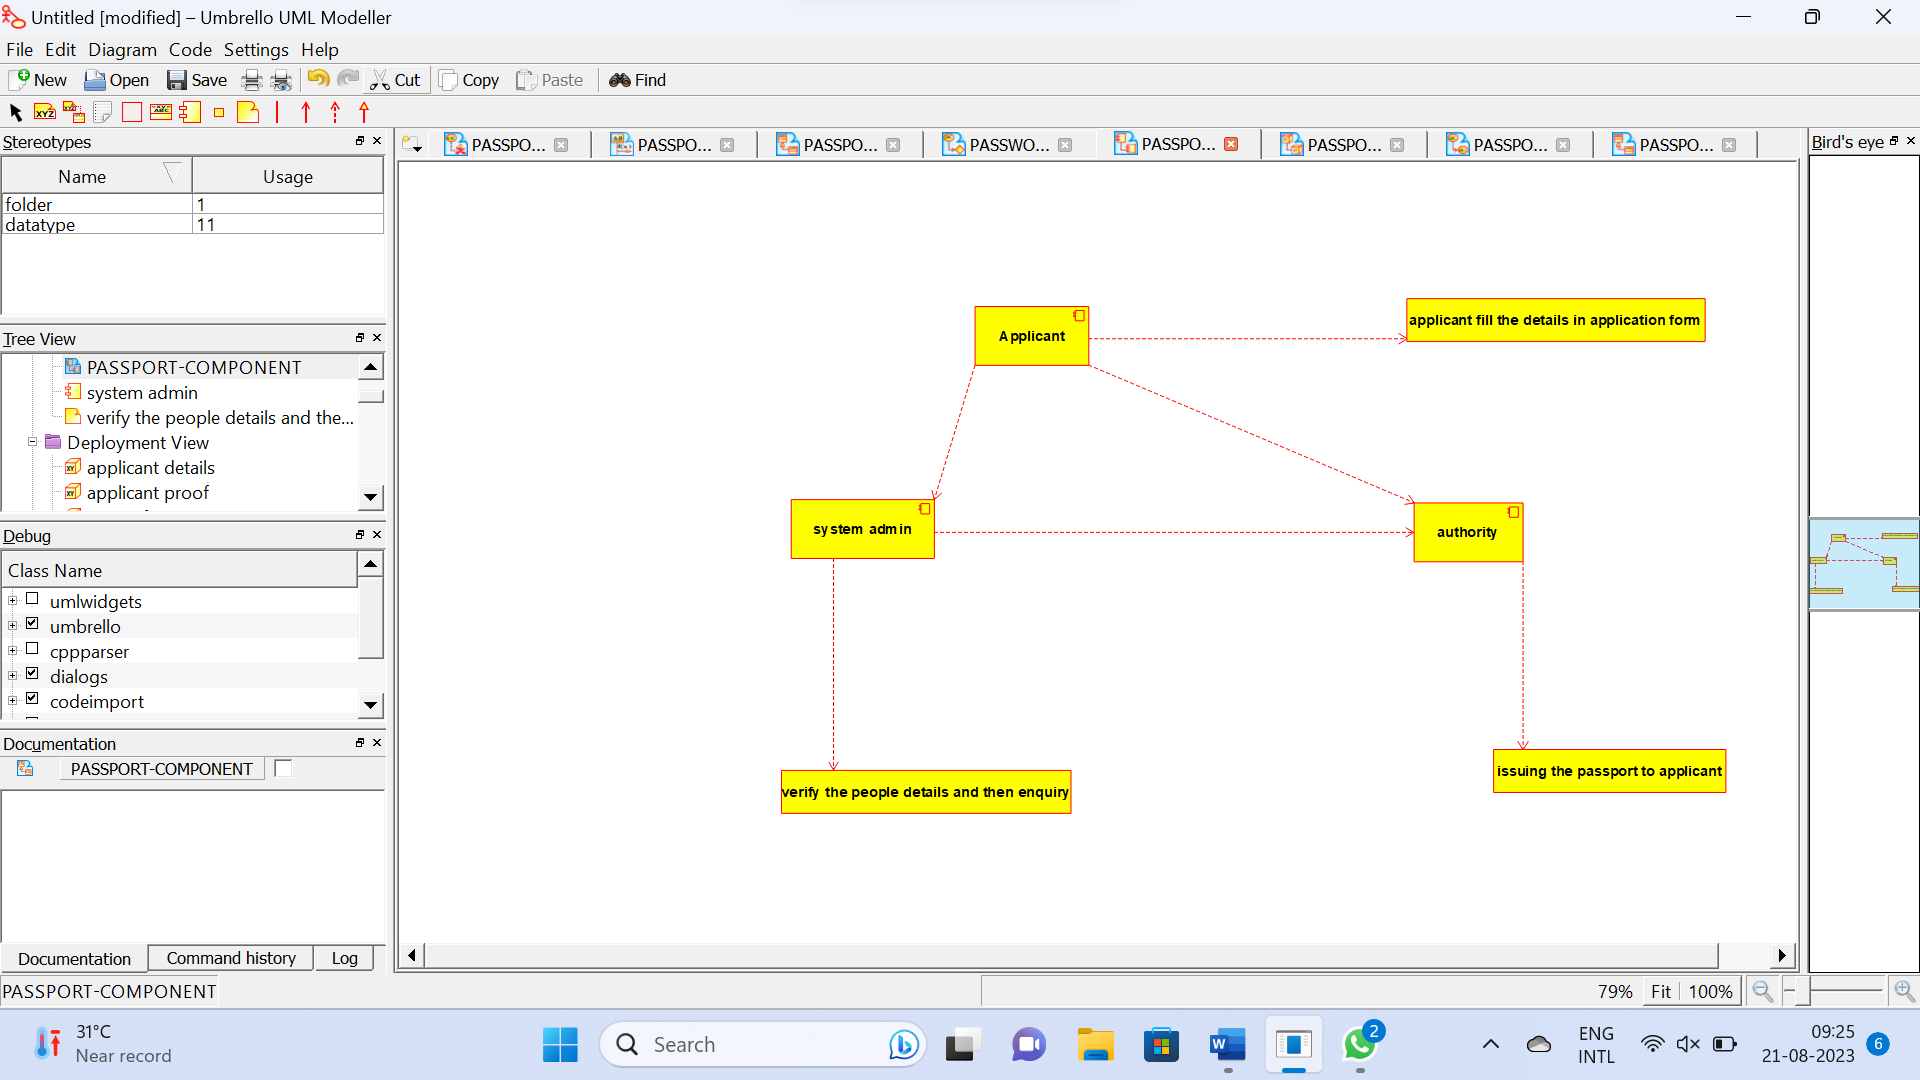 Untitled [modified] – Umbrello UML Modeller
File Edit Diagram Code Settings Help
New Open Save Cut Copy Paste Find
Stereotypes
Name Usage
folder 1
datatype 11
Tree View
PASSPORT-COMPONENT
system admin
verify the people details and the...
Deployment View
applicant details
applicant proof
Debug
Class Name
umlwidgets
umbrello
cppparser
dialogs
codeimport
Documentation
PASSPORT-COMPONENT
Documentation Command history Log
PASSPO... PASSPO... PASSPO... PASSWO... PASSPO... PASSPO... PASSPO... PASSPO...
Applicant
applicant fill the details in application form
system admin
authority
verify the people details and then enquiry
issuing the passport to applicant
Bird's eye
PASSPORT-COMPONENT
79% Fit 100%
31°C
Near record
Search
2
ENG
INTL
09:25
21-08-2023
6